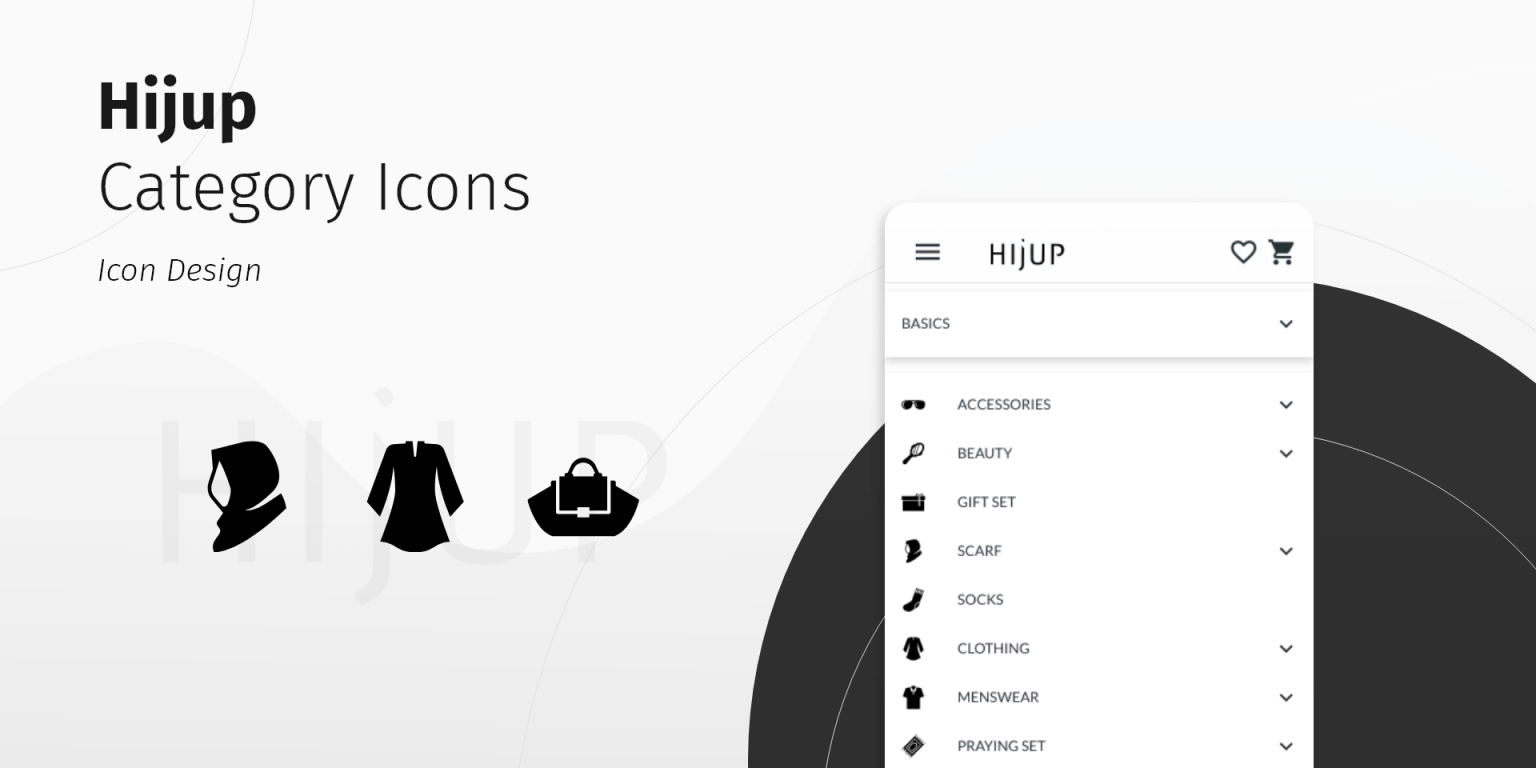 Hijup
Category Icons
Icon Design
HIjUP
HIjUP
BASICS
ACCESSORIES
BEAUTY
GIFT SET
SCARF
SOCKS
CLOTHING
MENSWEAR
PRAYING SET